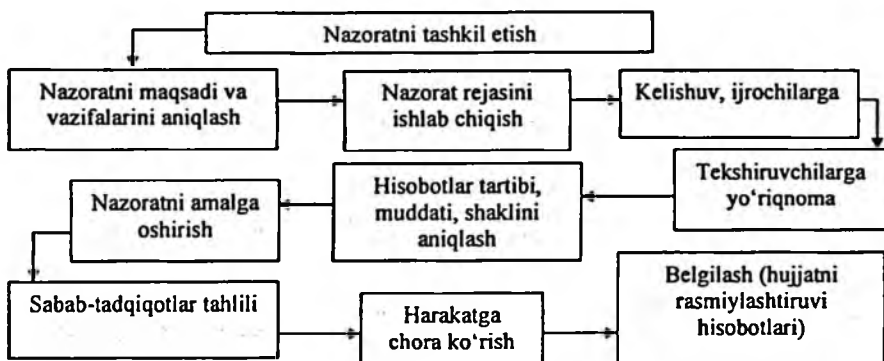 Nazoratni tashkil etish
Nazoratni maqsadi va
vazifalarini aniqlash
Nazorat rejasini
ishlab chiqish
Kelishuv, ijrochilarga
Tekshiruvchilarga
yo‘riqnoma
Hisobotlar tartibi,
muddati, shaklini
aniqlash
Nazoratni amalga
oshirish
Sabab-tadqiqotlar tahlili
Harakatga
chora ko‘rish
Belgilash (hujjatni
rasmiylashtiruvi
hisobotlari)